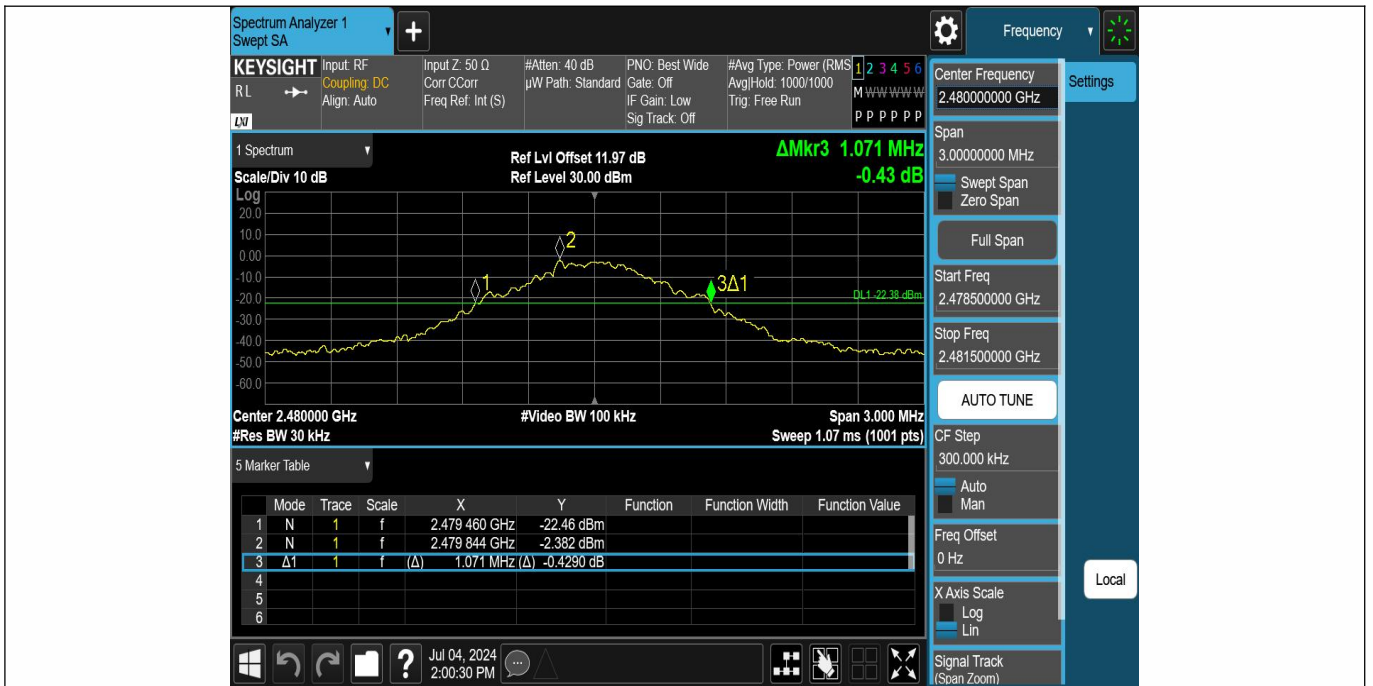 Spectrum Analyzer 1
Swept SA
+
Frequency
KEYSIGHT
RL
LXI
Input: RF
Coupling: DC
Align: Auto
Input Z: 50 Ω
Corr CCorr
Freq Ref: Int (S)
#Atten: 40 dB
µW Path: Standard
PNO: Best Wide
Gate: Off
IF Gain: Low
Sig Track: Off
#Avg Type: Power (RMS
Avg|Hold: 1000/1000
Trig: Free Run
1 2 3 4 5 6
M W W W W W
P P P P P P
1 Spectrum
Scale/Div 10 dB
Ref Lvl Offset 11.97 dB
Ref Level 30.00 dBm
ΔMkr3 1.071 MHz
-0.43 dB
Log
20.0
10.0
0.00
-10.0
-20.0
-30.0
-40.0
-50.0
-60.0
1
2
3Δ1
DL1 -22.38 dBm
Center 2.480000 GHz
#Video BW 100 kHz
Span 3.000 MHz
#Res BW 30 kHz
Sweep 1.07 ms (1001 pts)
5 Marker Table
Mode Trace Scale X Y Function Function Width Function Value
1 N 1 f 2.479 460 GHz -22.46 dBm
2 N 1 f 2.479 844 GHz -2.382 dBm
3 Δ1 1 f (Δ) 1.071 MHz (Δ) -0.4290 dB
4
5
6
?
Jul 04, 2024
2:00:30 PM
Center Frequency
2.480000000 GHz
Settings
Span
3.00000000 MHz
Swept Span
Zero Span
Full Span
Start Freq
2.478500000 GHz
Stop Freq
2.481500000 GHz
AUTO TUNE
CF Step
300.000 kHz
Auto
Man
Freq Offset
0 Hz
Local
X Axis Scale
Log
Lin
Signal Track
(Span Zoom)